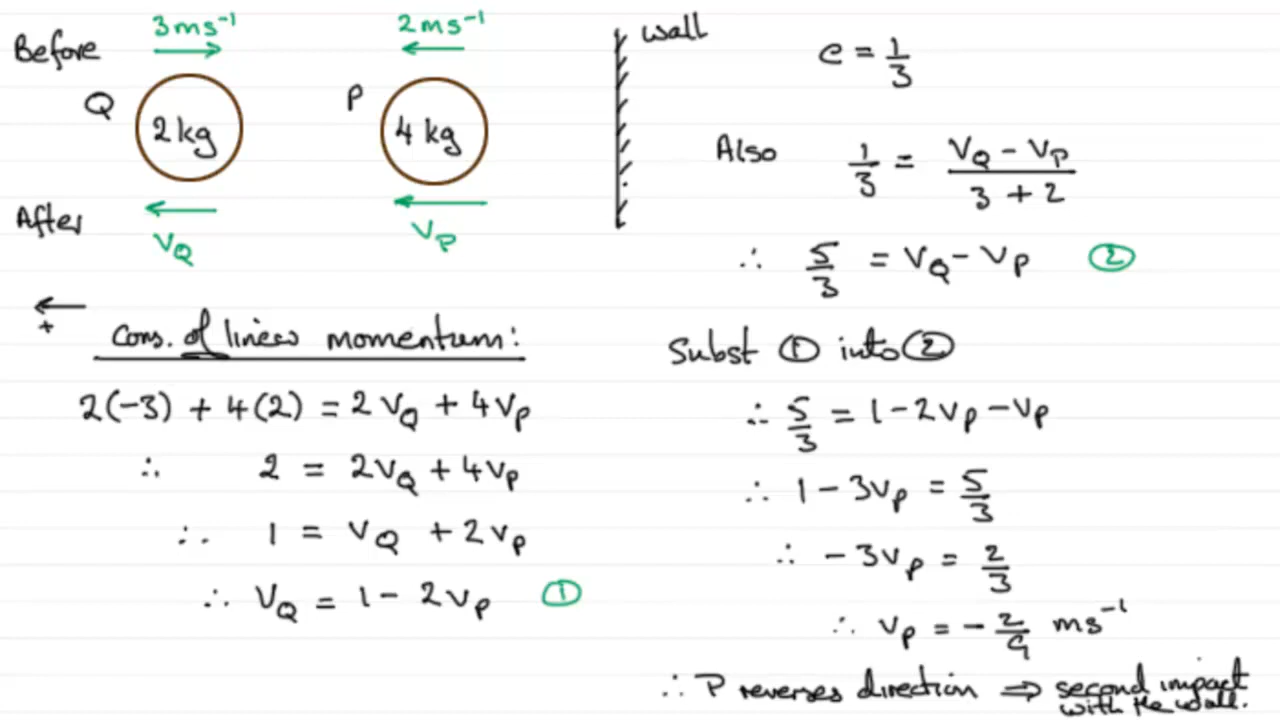 Before
3ms⁻¹
2ms⁻¹
Q
2kg
P
4kg
wall
After
V_Q
V_P
+
Cons. of linear momentum:
2(-3) + 4(2) = 2V_Q + 4V_P
∴ 2 = 2V_Q + 4V_P
∴ 1 = V_Q + 2V_P
∴ V_Q = 1 - 2V_P ①
e = 1/3
Also 1/3 = (V_Q - V_P)/(3 + 2)
∴ 5/3 = V_Q - V_P ②
Subst ① into ②
∴ 5/3 = 1 - 2V_P - V_P
∴ 1 - 3V_P = 5/3
∴ - 3V_P = 2/3
∴ V_P = - 2/9 ms⁻¹
∴ P reverses direction ⇒ second impact
with the wall.